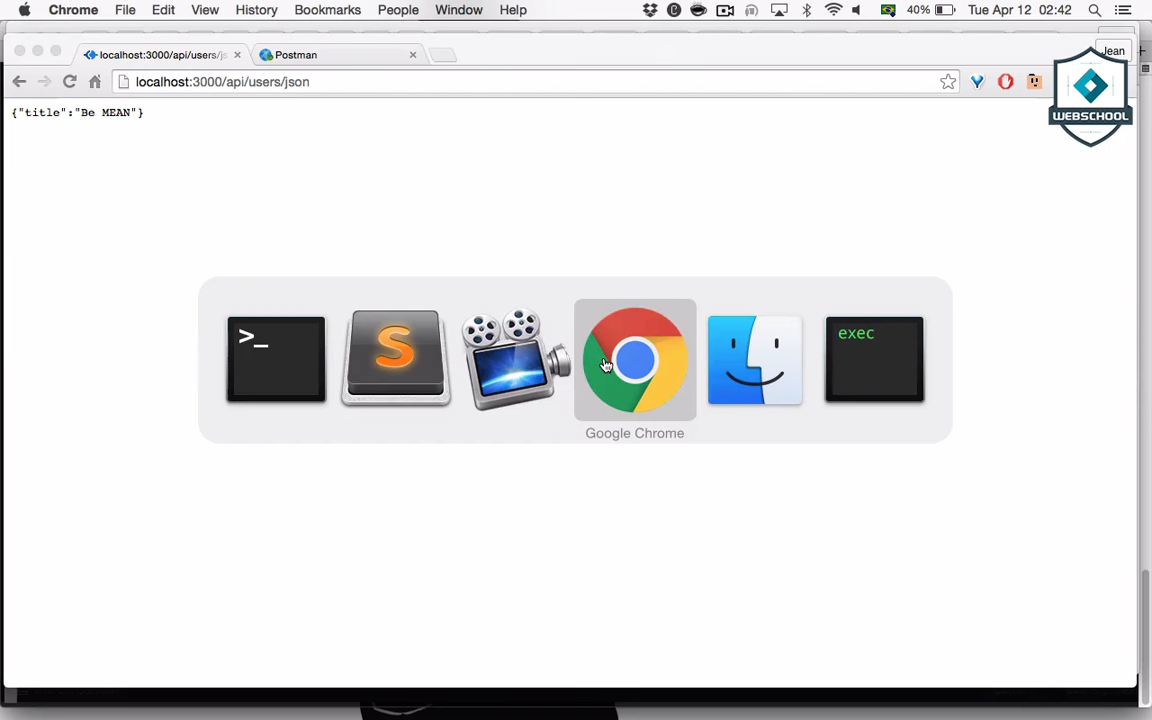 Chrome File Edit View History Bookmarks People Window Help 40% Tue Apr 12 02:42
localhost:3000/api/users/js Postman Jean
localhost:3000/api/users/json
{"title":"Be MEAN"}
WEBSCHOOL
>_ S exec
Google Chrome